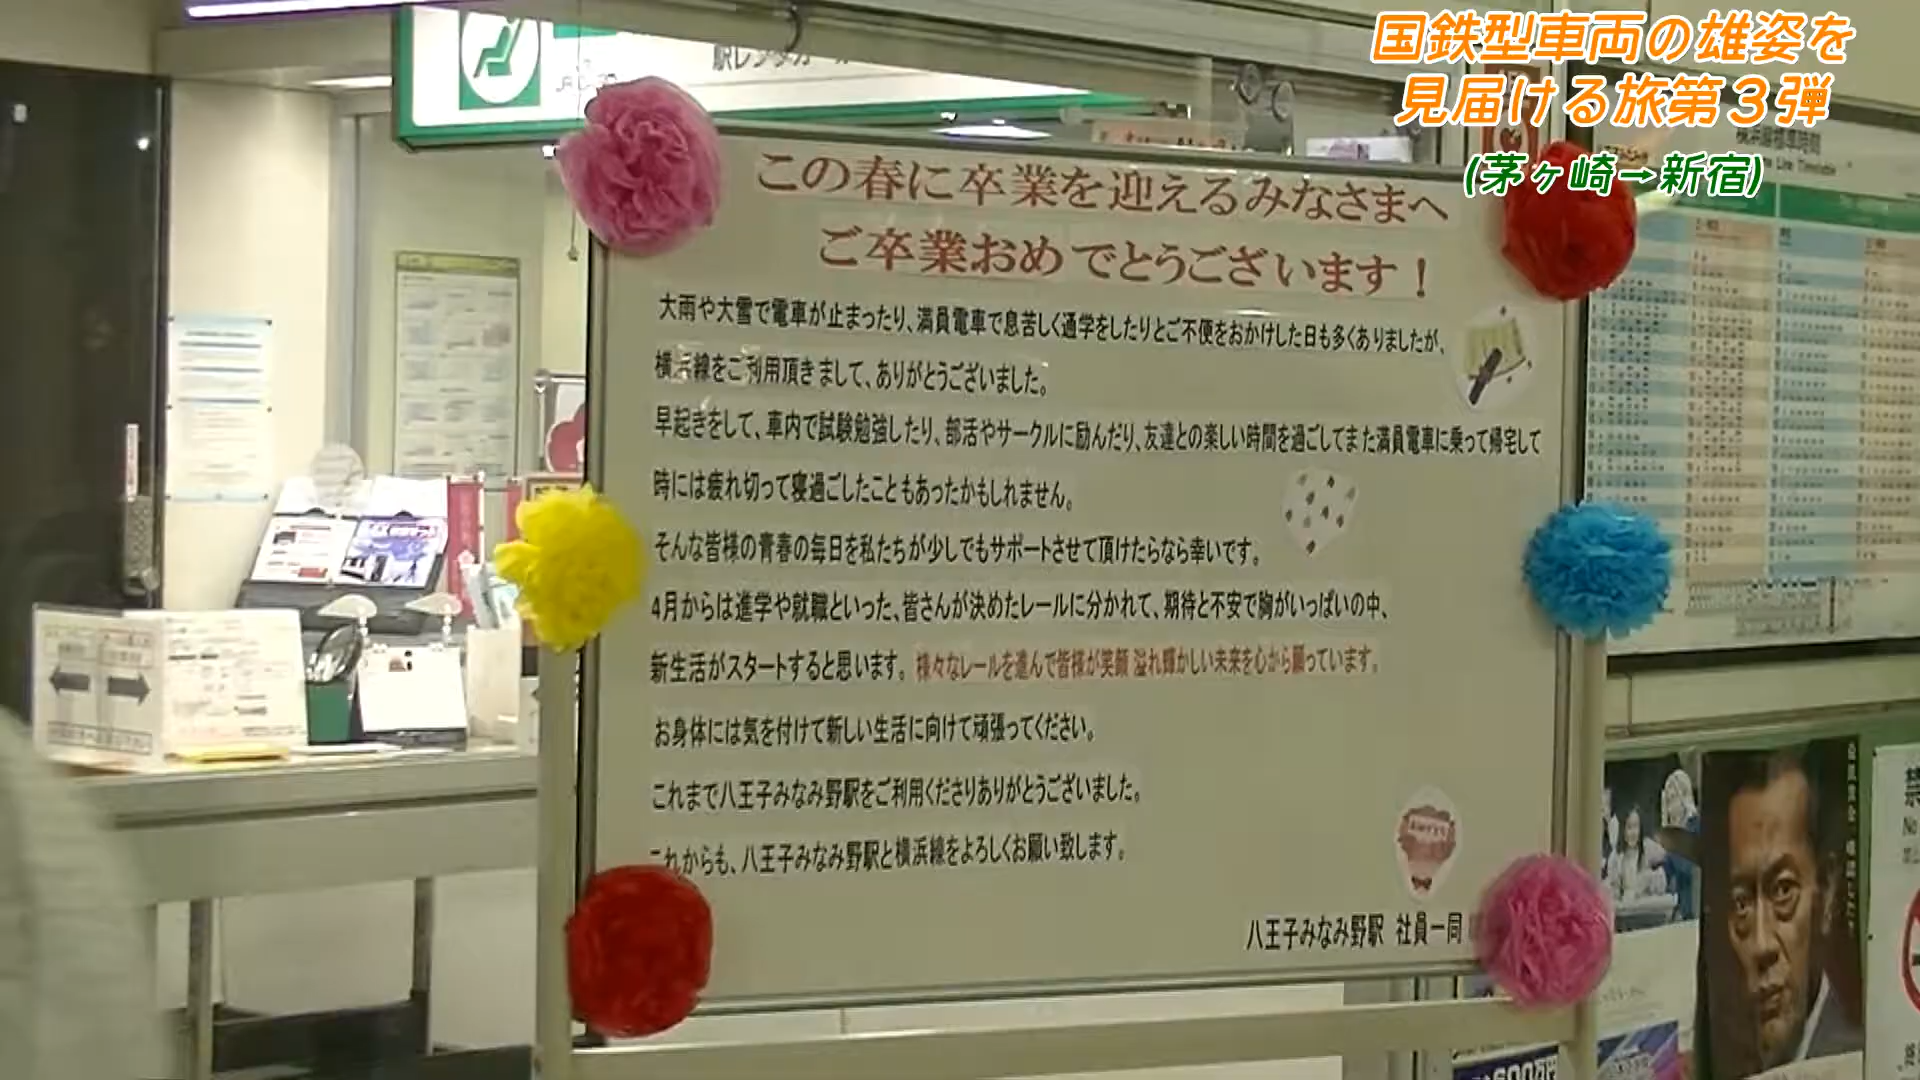 国鉄型車両の雄姿を
見届ける旅第３弾
(茅ヶ崎→新宿)
駅レンタカー
この春に卒業を迎えるみなさまへ
ご卒業おめでとうございます！
大雨や大雪で電車が止まったり、満員電車で息苦しく通学をしたりとご不便をおかけした日も多くありましたが、
横浜線をご利用頂きまして、ありがとうございました。
早起きをして、車内で試験勉強したり、部活やサークルに励んだり、友達との楽しい時間を過ごしてまた満員電車に乗って帰宅して
時には疲れ切って寝過ごしたこともあったかもしれません。
そんな皆様の青春の毎日を私たちが少しでもサポートさせて頂けたらなら幸いです。
4月からは進学や就職といった、皆さんが決めたレールに分かれて、期待と不安で胸がいっぱいの中、
新生活がスタートすると思います。様々なレールを進んで皆様が笑顔 溢れ輝かしい未来を心から願っています。
お身体には気を付けて新しい生活に向けて頑張ってください。
これまで八王子みなみ野駅をご利用くださりありがとうございました。
これからも、八王子みなみ野駅と横浜線をよろしくお願い致します。
八王子みなみ野駅 社員一同